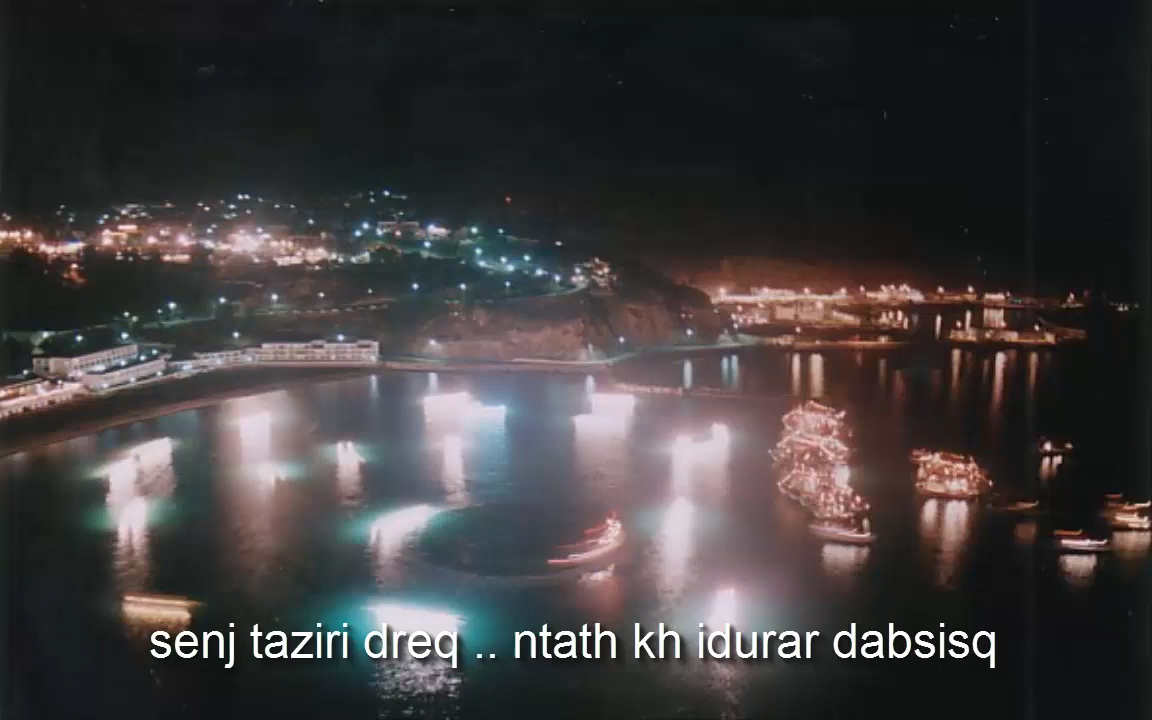 senj taziri dreq .. ntath kh idurar dabsisq